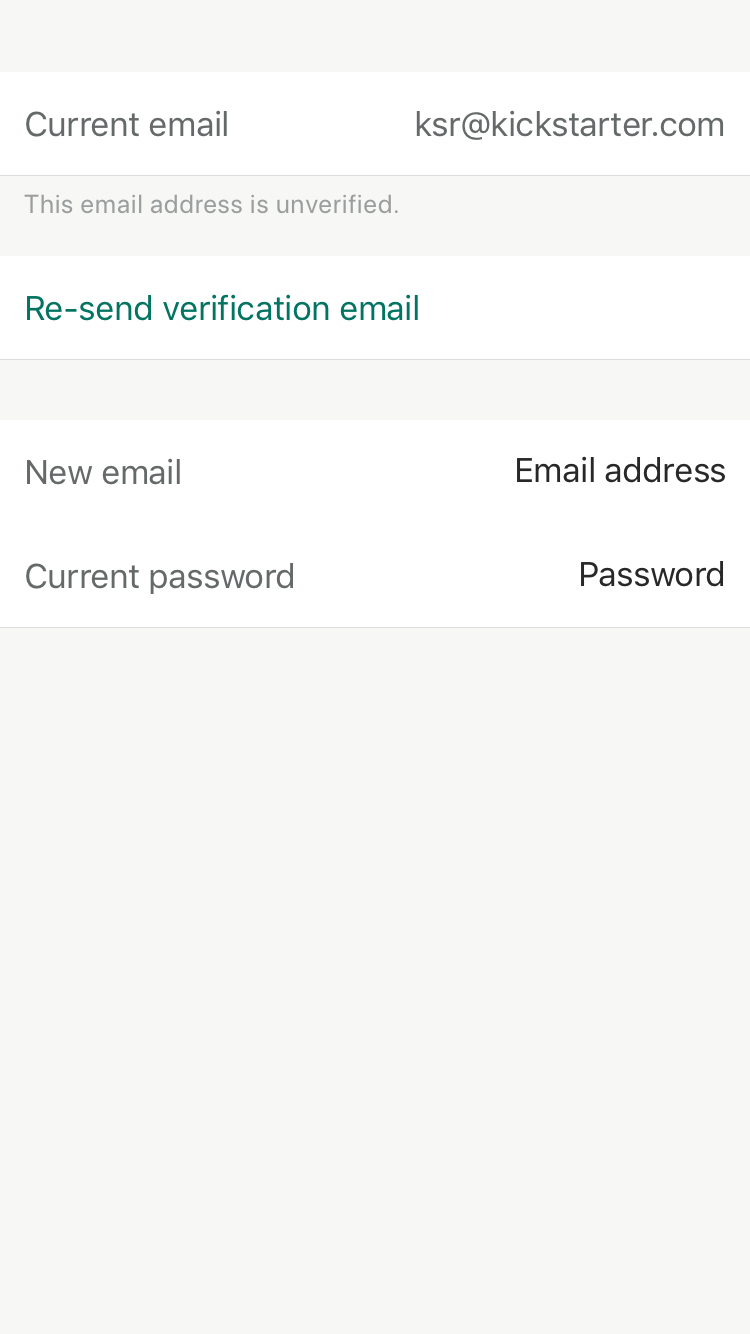 Current email ksr@kickstarter.com
This email address is unverified.
Re-send verification email
New email Email address
Current password Password